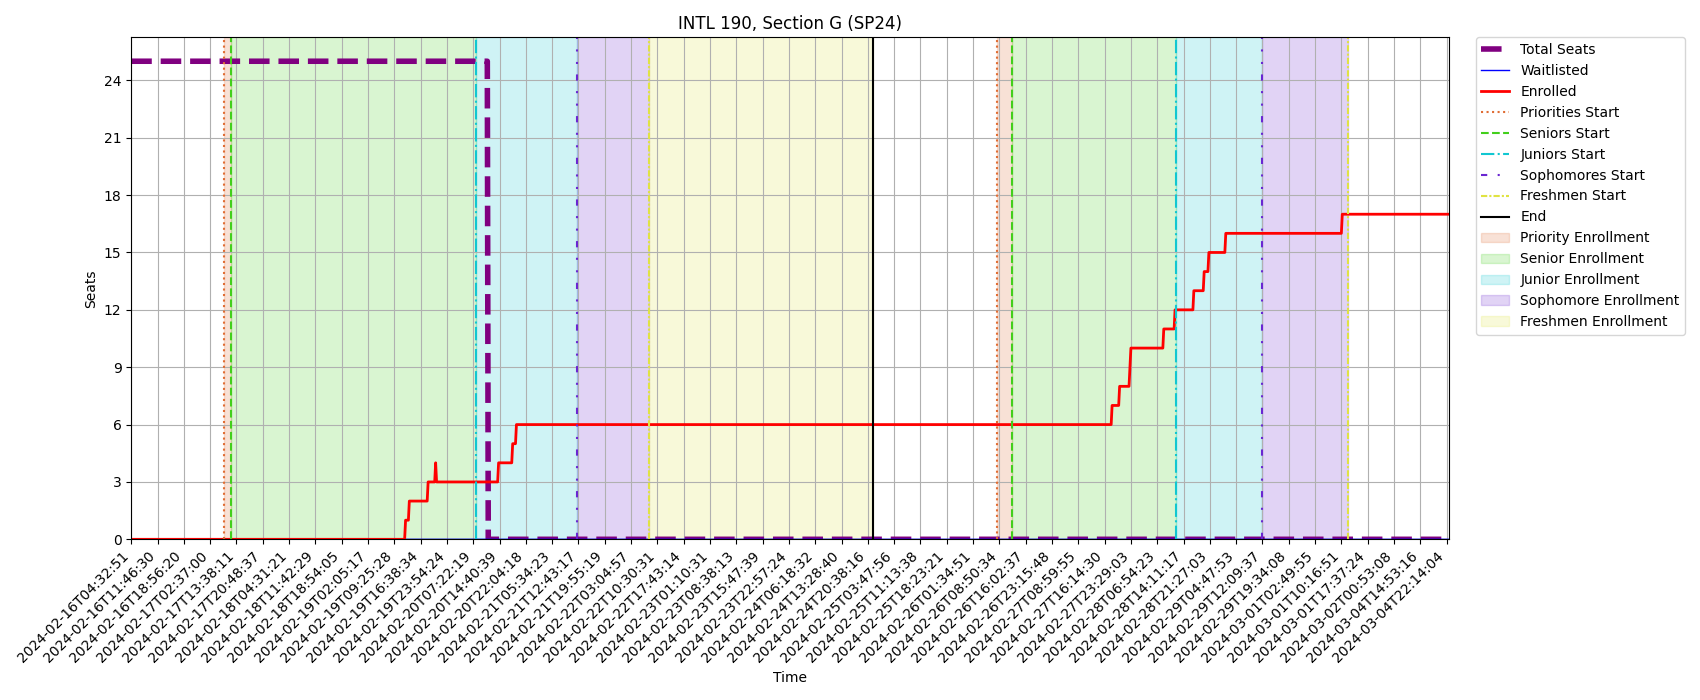 INTL 190, Section G (SP24)
Seats
24
21
18
15
12
9
6
3
0
2024-02-16T04:32:51
2024-02-16T11:46:30
2024-02-16T18:56:20
2024-02-17T02:37:00
2024-02-17T13:38:11
2024-02-17T20:48:37
2024-02-18T04:31:21
2024-02-18T11:42:29
2024-02-18T18:54:05
2024-02-19T02:05:17
2024-02-19T09:25:28
2024-02-19T16:38:34
2024-02-19T23:54:24
2024-02-20T07:22:19
2024-02-20T14:40:39
2024-02-20T22:04:18
2024-02-21T05:34:23
2024-02-21T12:43:17
2024-02-21T19:55:19
2024-02-22T03:04:57
2024-02-22T10:30:31
2024-02-22T17:43:14
2024-02-23T01:10:31
2024-02-23T08:38:13
2024-02-23T15:47:39
2024-02-23T22:57:24
2024-02-24T06:18:32
2024-02-24T13:28:40
2024-02-24T20:38:16
2024-02-25T03:47:56
2024-02-25T11:13:38
2024-02-25T18:23:21
2024-02-26T01:34:51
2024-02-26T08:50:34
2024-02-26T16:02:37
2024-02-26T23:15:48
2024-02-27T08:59:55
2024-02-27T16:14:30
2024-02-27T23:29:03
2024-02-28T06:54:23
2024-02-28T14:11:17
2024-02-28T21:27:03
2024-02-29T04:47:53
2024-02-29T12:09:37
2024-02-29T19:34:08
2024-03-01T02:49:55
2024-03-01T10:16:51
2024-03-01T17:37:24
2024-03-02T00:53:08
2024-03-04T14:53:16
2024-03-04T22:14:04
Time
Total Seats
Waitlisted
Enrolled
Priorities Start
Seniors Start
Juniors Start
Sophomores Start
Freshmen Start
End
Priority Enrollment
Senior Enrollment
Junior Enrollment
Sophomore Enrollment
Freshmen Enrollment